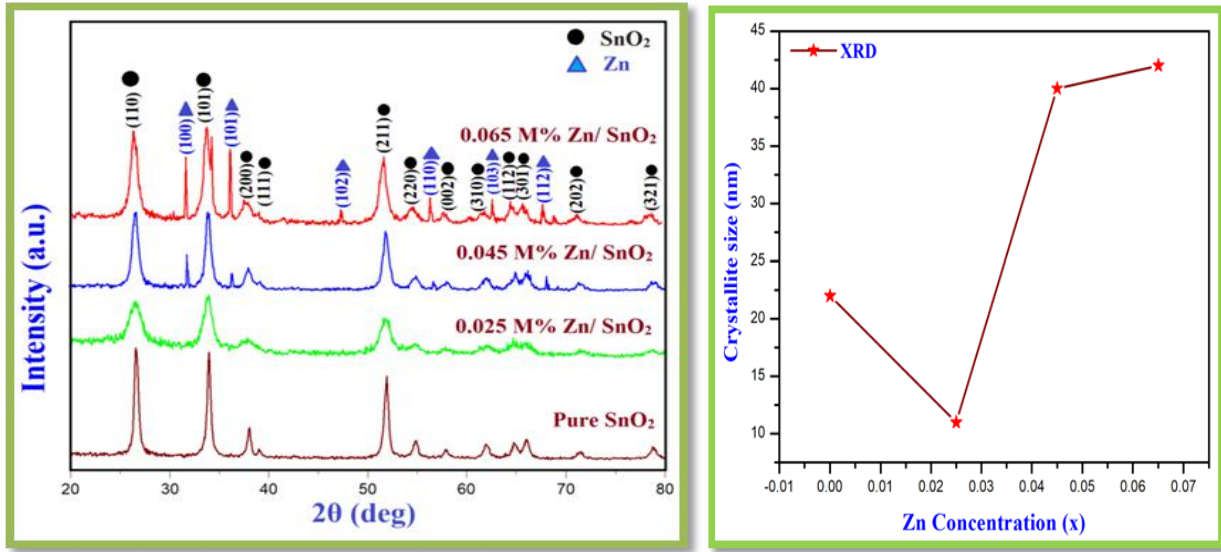 SnO₂
Zn
(110)
(100)
(101)
(101)
(200)
(111)
(102)
(211)
(220)
(110)
(002)
(310)
(103)
(112)
(301)
(112)
(202)
(321)
0.065 M% Zn/ SnO₂
0.045 M% Zn/ SnO₂
0.025 M% Zn/ SnO₂
Pure SnO₂
Intensity (a.u.)
20 30 40 50 60 70 80
2θ (deg)
XRD
Crystallite size (nm)
45
40
35
30
25
20
15
10
-0.01 0.00 0.01 0.02 0.03 0.04 0.05 0.06 0.07
Zn Concentration (x)